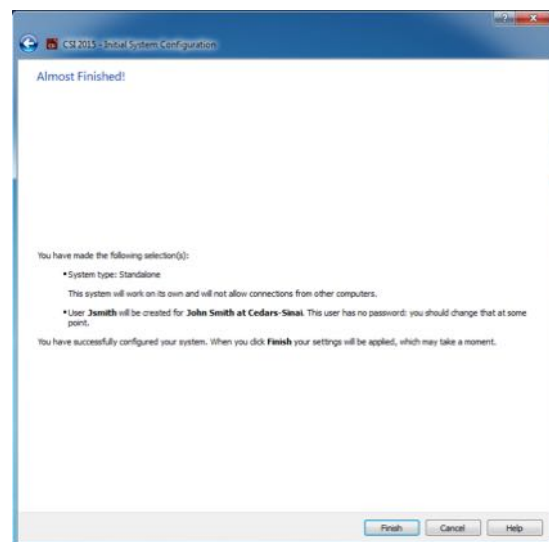 CSI 2015 - Initial System Configuration
Almost Finished!
You have made the following selection(s):
▪ System type: Standalone
This system will work on its own and will not allow connections from other computers.
▪ User Jsmith will be created for John Smith at Cedars-Sinai. This user has no password: you should change that at some
point.
You have successfully configured your system. When you click Finish your settings will be applied, which may take a moment.
Finish Cancel Help